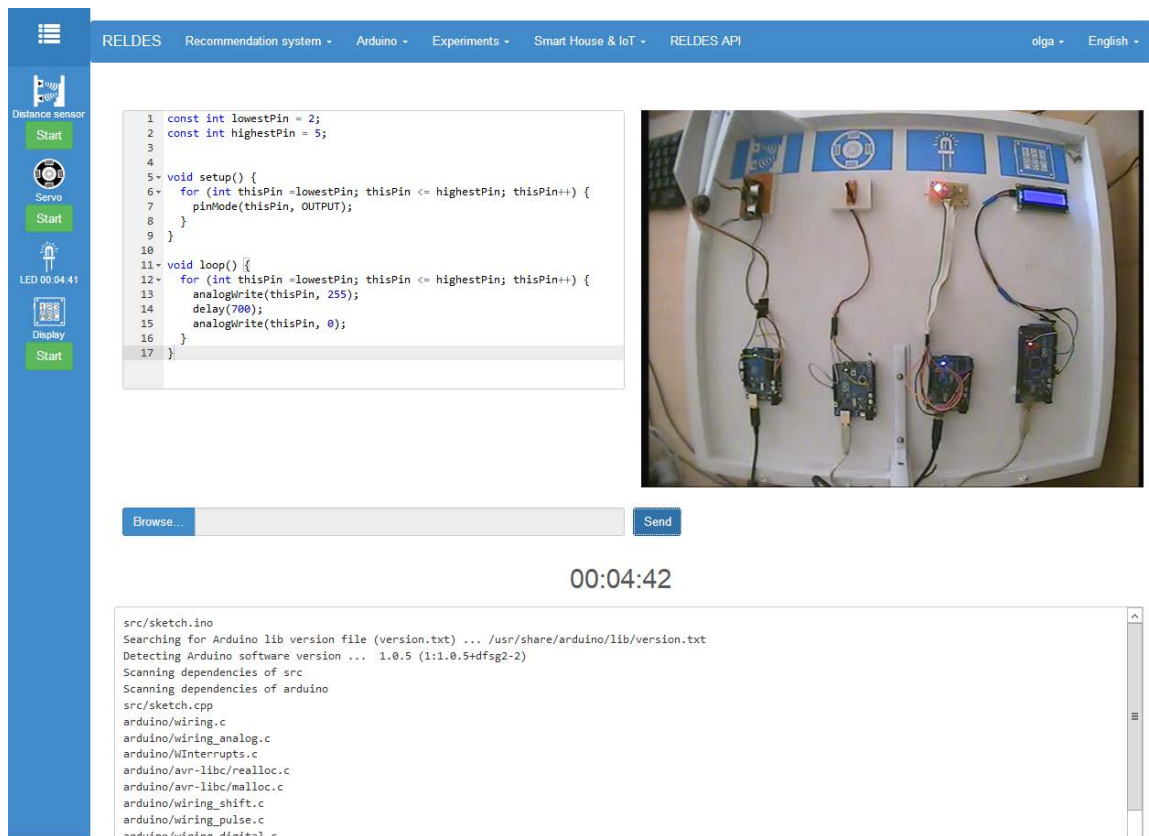 RELDES Recommendation system Arduino Experiments Smart House & IoT RELDES API olga English
Distance sensor
Start
Servo
Start
LED 00:04:41
Display
Start
1 const int lowestPin = 2;
2 const int highestPin = 5;
3
4
5 void setup() {
6 for (int thisPin =lowestPin; thisPin <= highestPin; thisPin++) {
7 pinMode(thisPin, OUTPUT);
8 }
9 }
10
11 void loop() {
12 for (int thisPin =lowestPin; thisPin <= highestPin; thisPin++) {
13 analogWrite(thisPin, 255);
14 delay(700);
15 analogWrite(thisPin, 0);
16 }
17 }
Browse... Send
00:04:42
src/sketch.ino
Searching for Arduino lib version file (version.txt) ... /usr/share/arduino/lib/version.txt
Detecting Arduino software version ... 1.0.5 (1:1.0.5+dfsg2-2)
Scanning dependencies of src
Scanning dependencies of arduino
src/sketch.cpp
arduino/wiring.c
arduino/wiring_analog.c
arduino/WInterrupts.c
arduino/avr-libc/realloc.c
arduino/avr-libc/malloc.c
arduino/wiring_shift.c
arduino/wiring_pulse.c
arduino/wiring_digital.c